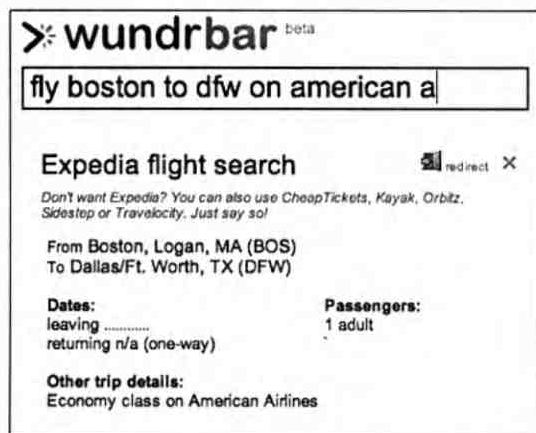 wundrbar beta
fly boston to dfw on american a
Expedia flight search redirect ×
Don't want Expedia? You can also use CheapTickets, Kayak, Orbitz,
Sidestep or Travelocity. Just say so!
From Boston, Logan, MA (BOS)
To Dallas/Ft. Worth, TX (DFW)
Dates: Passengers:
leaving ............ 1 adult
returning n/a (one-way)
Other trip details:
Economy class on American Airlines